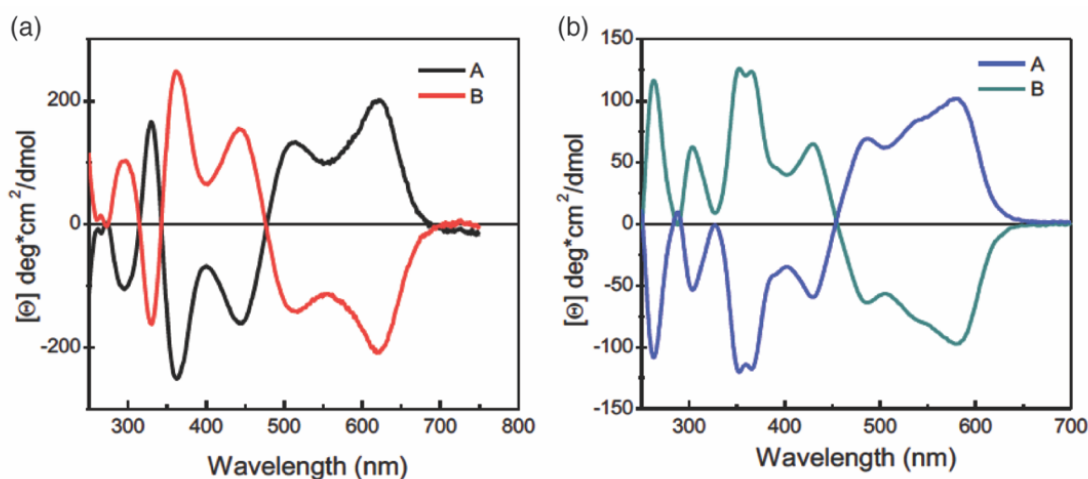 (a)
A
B
200
0
-200
300 400 500 600 700 800
[Θ] deg*cm²/dmol
Wavelength (nm)
(b)
150
A
B
100
50
0
-50
-100
-150
300 400 500 600 700
[Θ] deg*cm²/dmol
Wavelength (nm)